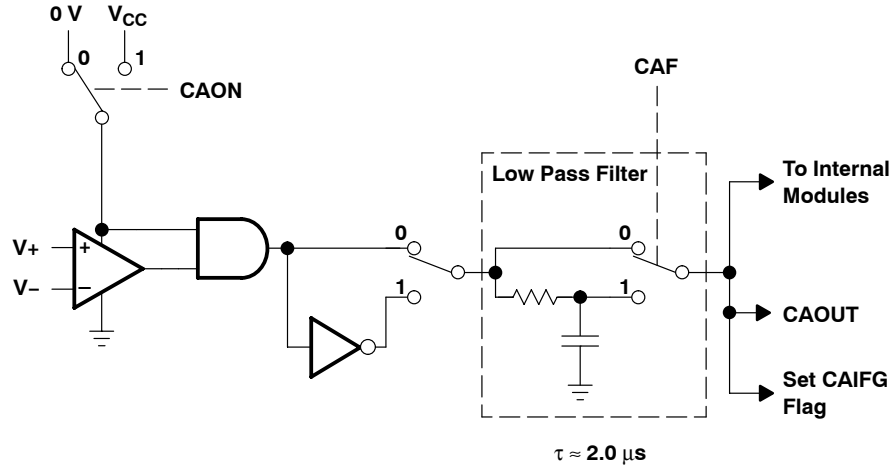 0 V
VCC
0
1
CAON
CAF
Low Pass Filter
To Internal
Modules
V+
+
V−
−
0
1
0
1
CAOUT
Set CAIFG
Flag
τ ≈ 2.0 μs